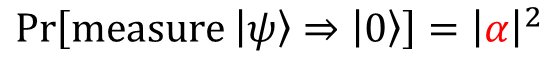 Pr[measure |ψ⟩ ⇒ |0⟩] = |α|²